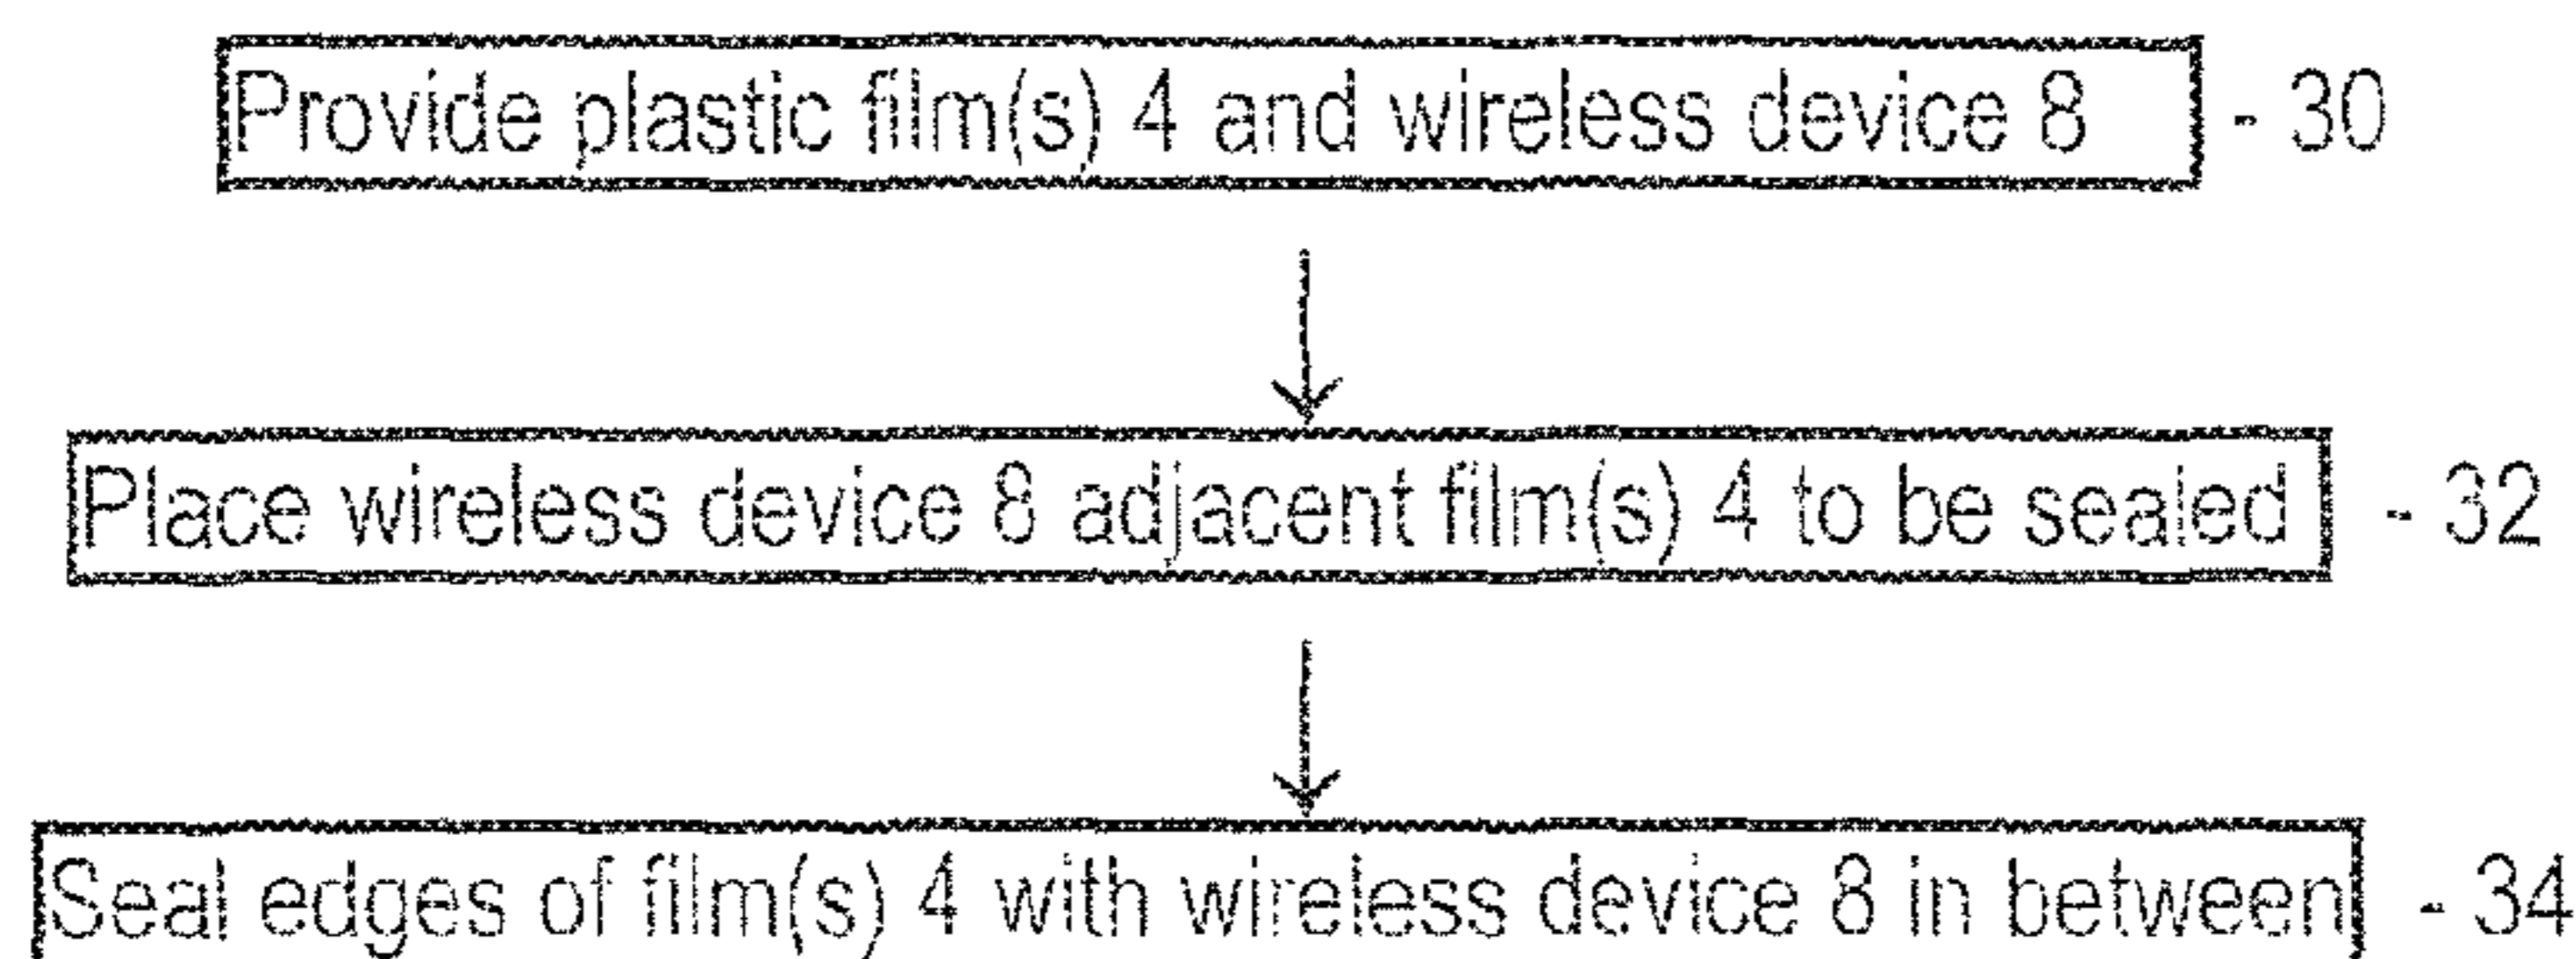 Provide plastic film(s) 4 and wireless device 8 - 30
Place wireless device 8 adjacent film(s) 4 to be sealed - 32
Seal edges of film(s) 4 with wireless device 8 in between - 34